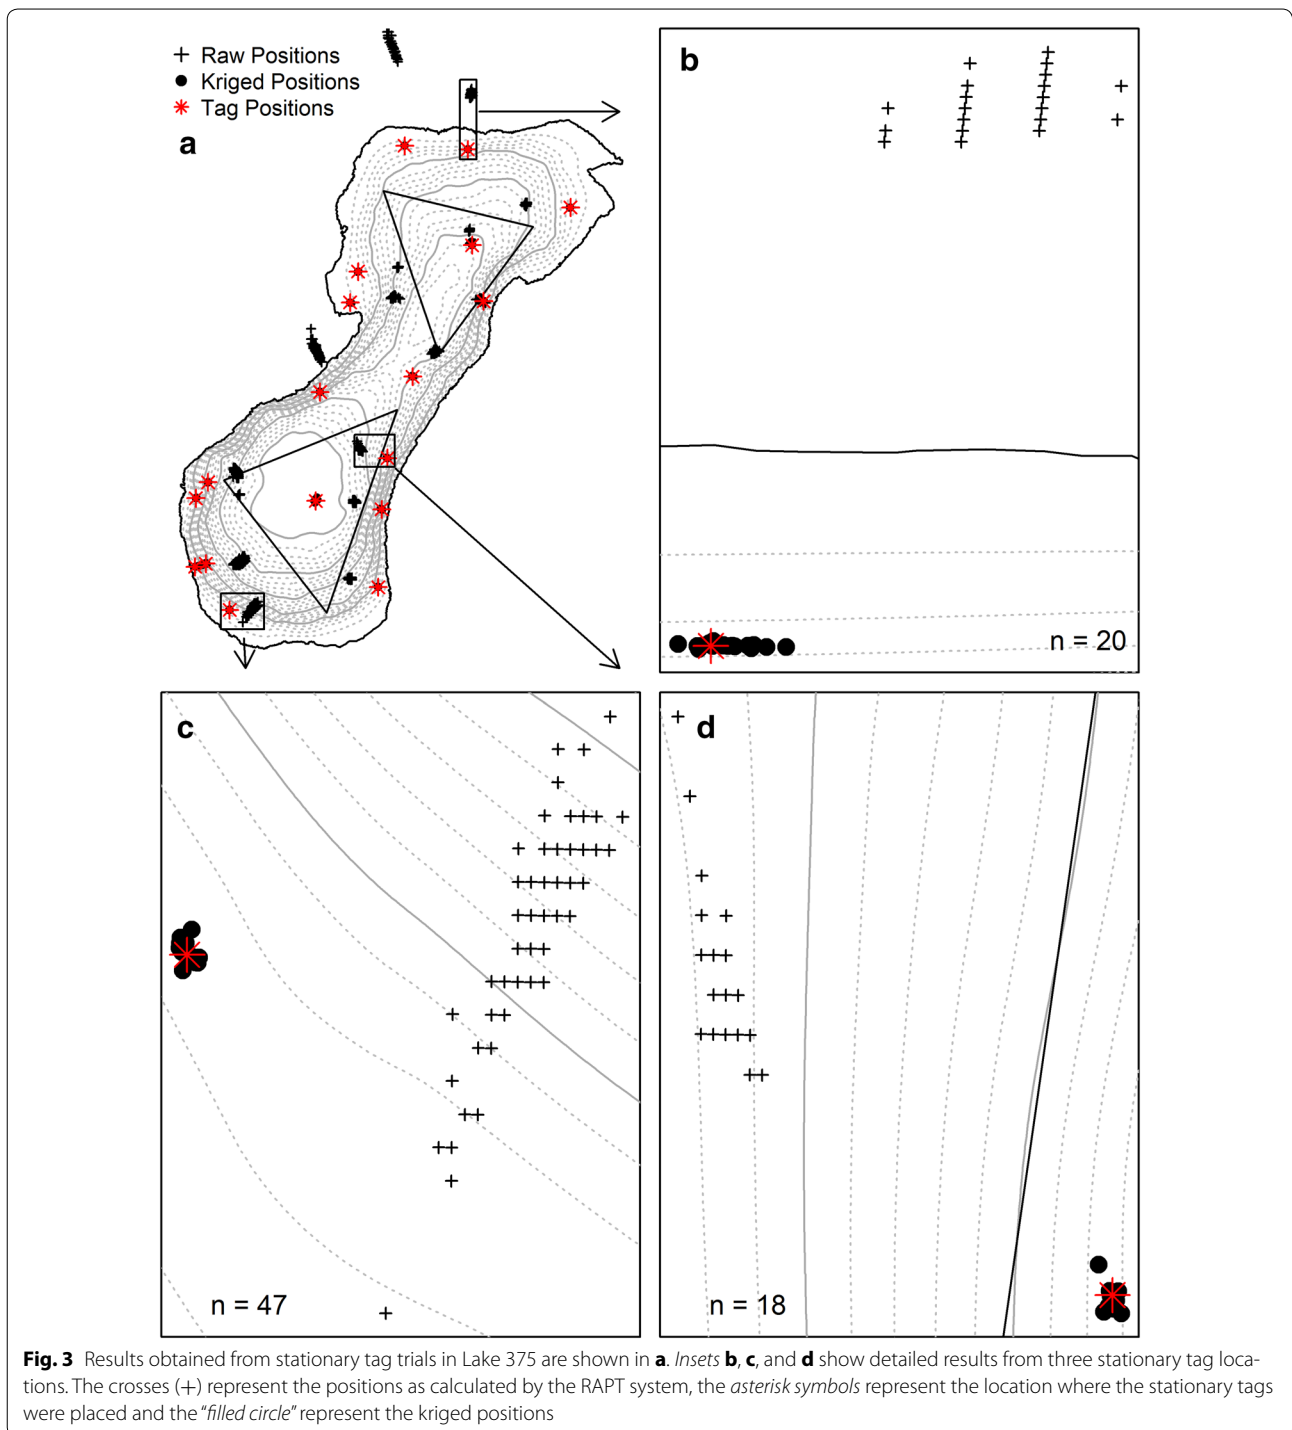 + Raw Positions
● Kriged Positions
✳ Tag Positions
a
b
n = 20
c
n = 47
d
n = 18
Fig. 3 Results obtained from stationary tag trials in Lake 375 are shown in a. Insets b, c, and d show detailed results from three stationary tag loca-
tions. The crosses (+) represent the positions as calculated by the RAPT system, the asterisk symbols represent the location where the stationary tags
were placed and the “filled circle” represent the kriged positions